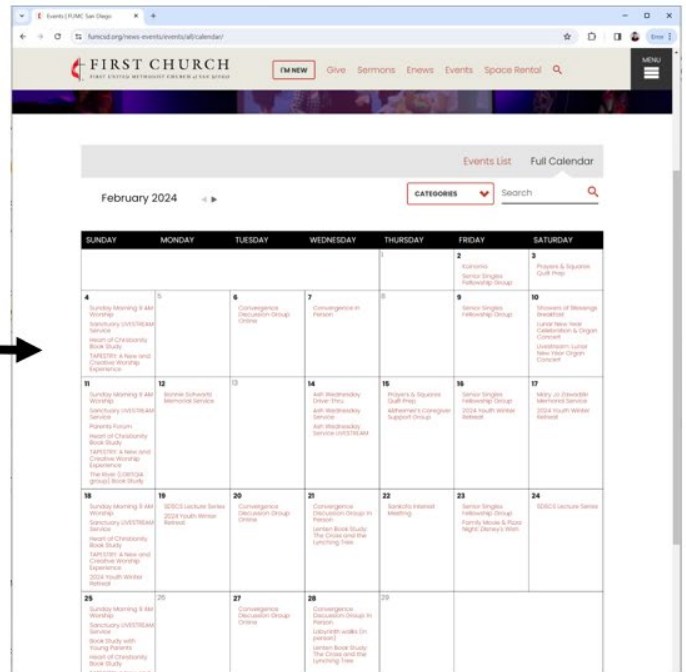 Events | FUMC San Diego
fumcsd.org/news-events/events/all/calendar/
Error
FIRST CHURCH
FIRST UNITED METHODIST CHURCH of SAN DIEGO
I'M NEW
Give
Sermons
Enews
Events
Space Rental
MENU
Events List
Full Calendar
February 2024
CATEGORIES
Search
SUNDAY MONDAY TUESDAY WEDNESDAY THURSDAY FRIDAY SATURDAY
1
2
Koinonia
Senior Singles
Fellowship Group
3
Prayers & Squares
Quilt Prep
4
Sunday Morning 9 AM
Worship
Sanctuary LIVESTREAM
Service
Heart of Christianity
Book Study
TAPESTRY: A New and
Creative Worship
Experience
5
6
Convergence
Discussion Group
Online
7
Convergence In
Person
8
9
Senior Singles
Fellowship Group
10
Showers of Blessings
Breakfast
Lunar New Year
Celebration & Organ
Concert
Livestream: Lunar
New Year Organ
Concert
11
Sunday Morning 9 AM
Worship
Sanctuary LIVESTREAM
Service
Parents Forum
Heart of Christianity
Book Study
TAPESTRY: A New and
Creative Worship
Experience
The River (LGBTQIA
group) Book Study
12
Bonnie Schwartz
Memorial Service
13
14
Ash Wednesday
Drive-Thru
Ash Wednesday
Service
Ash Wednesday
Service LIVESTREAM
15
Prayers & Squares
Quilt Prep
Alzheimer's Caregiver
Support Group
16
Senior Singles
Fellowship Group
2024 Youth Winter
Retreat
17
Mary Jo Zawadzki
Memorial Service
2024 Youth Winter
Retreat
18
Sunday Morning 9 AM
Worship
Sanctuary LIVESTREAM
Service
Heart of Christianity
Book Study
TAPESTRY: A New and
Creative Worship
Experience
2024 Youth Winter
Retreat
19
Lecture Series
2024 Youth Winter
Retreat
20
Convergence
Discussion Group
Online
21
Convergence
Discussion Group In
Person
Lenten Book Study:
The Cross and the
Lynching Tree
22
Interest
Meeting
23
Senior Singles
Fellowship Group
Family Movie & Pizza
Night: Disney's Wish
24
Lecture Series
25
Sunday Morning 9 AM
Worship
Sanctuary LIVESTREAM
Service
Book Study with
Young Parents
Heart of Christianity
Book Study
26
27
Convergence
Discussion Group
Online
28
Convergence
Discussion Group In
Person
Labyrinth walks (in
person)
Lenten Book Study:
The Cross and the
Lynching Tree
29